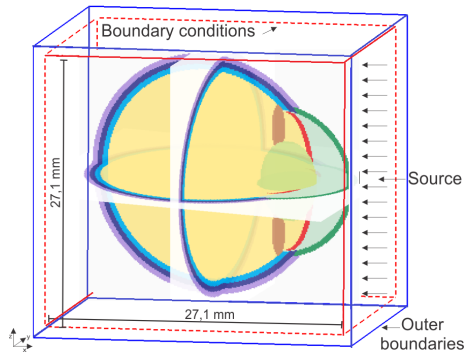 Boundary conditions
27,1 mm
Source
27,1 mm
Outer
boundaries
z
y
x